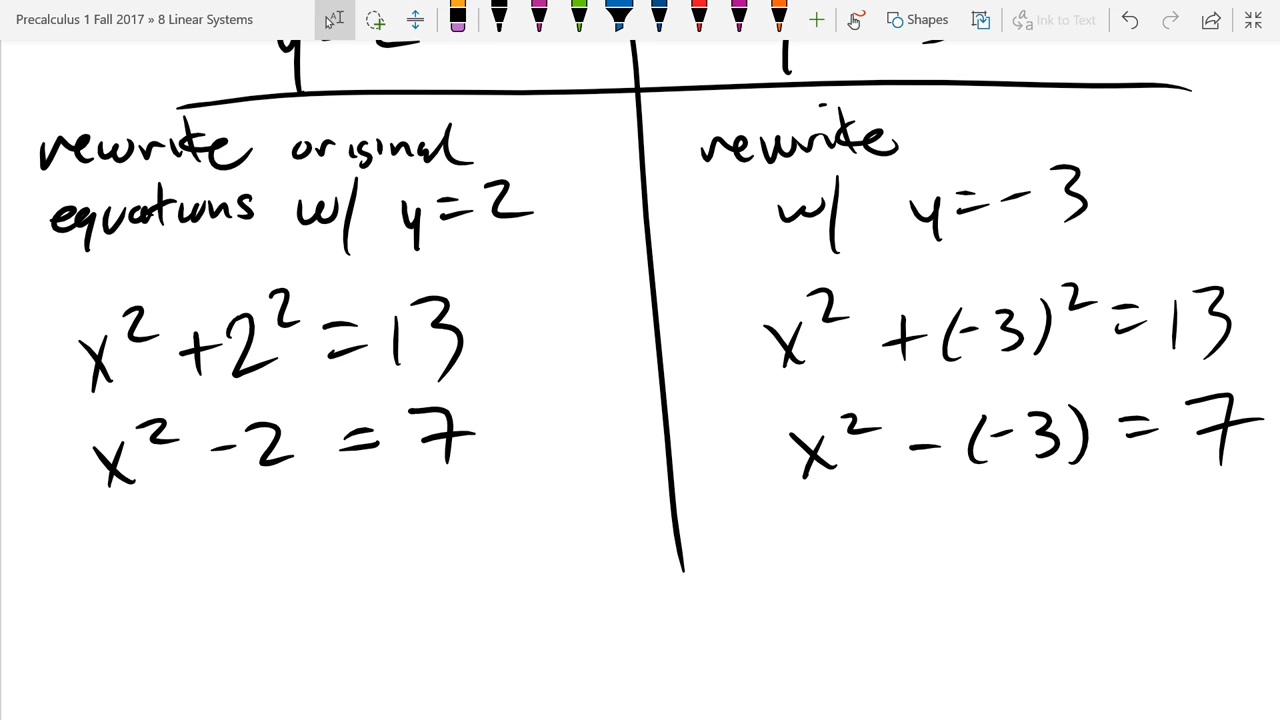 Precalculus 1 Fall 2017 » 8 Linear Systems
Shapes
Ink to Text
rewrite original
equations w/ y=2
x² +2² =13
x² -2 = 7
rewrite
w/ y=-3
x² +(-3)² =13
x² -(-3) = 7